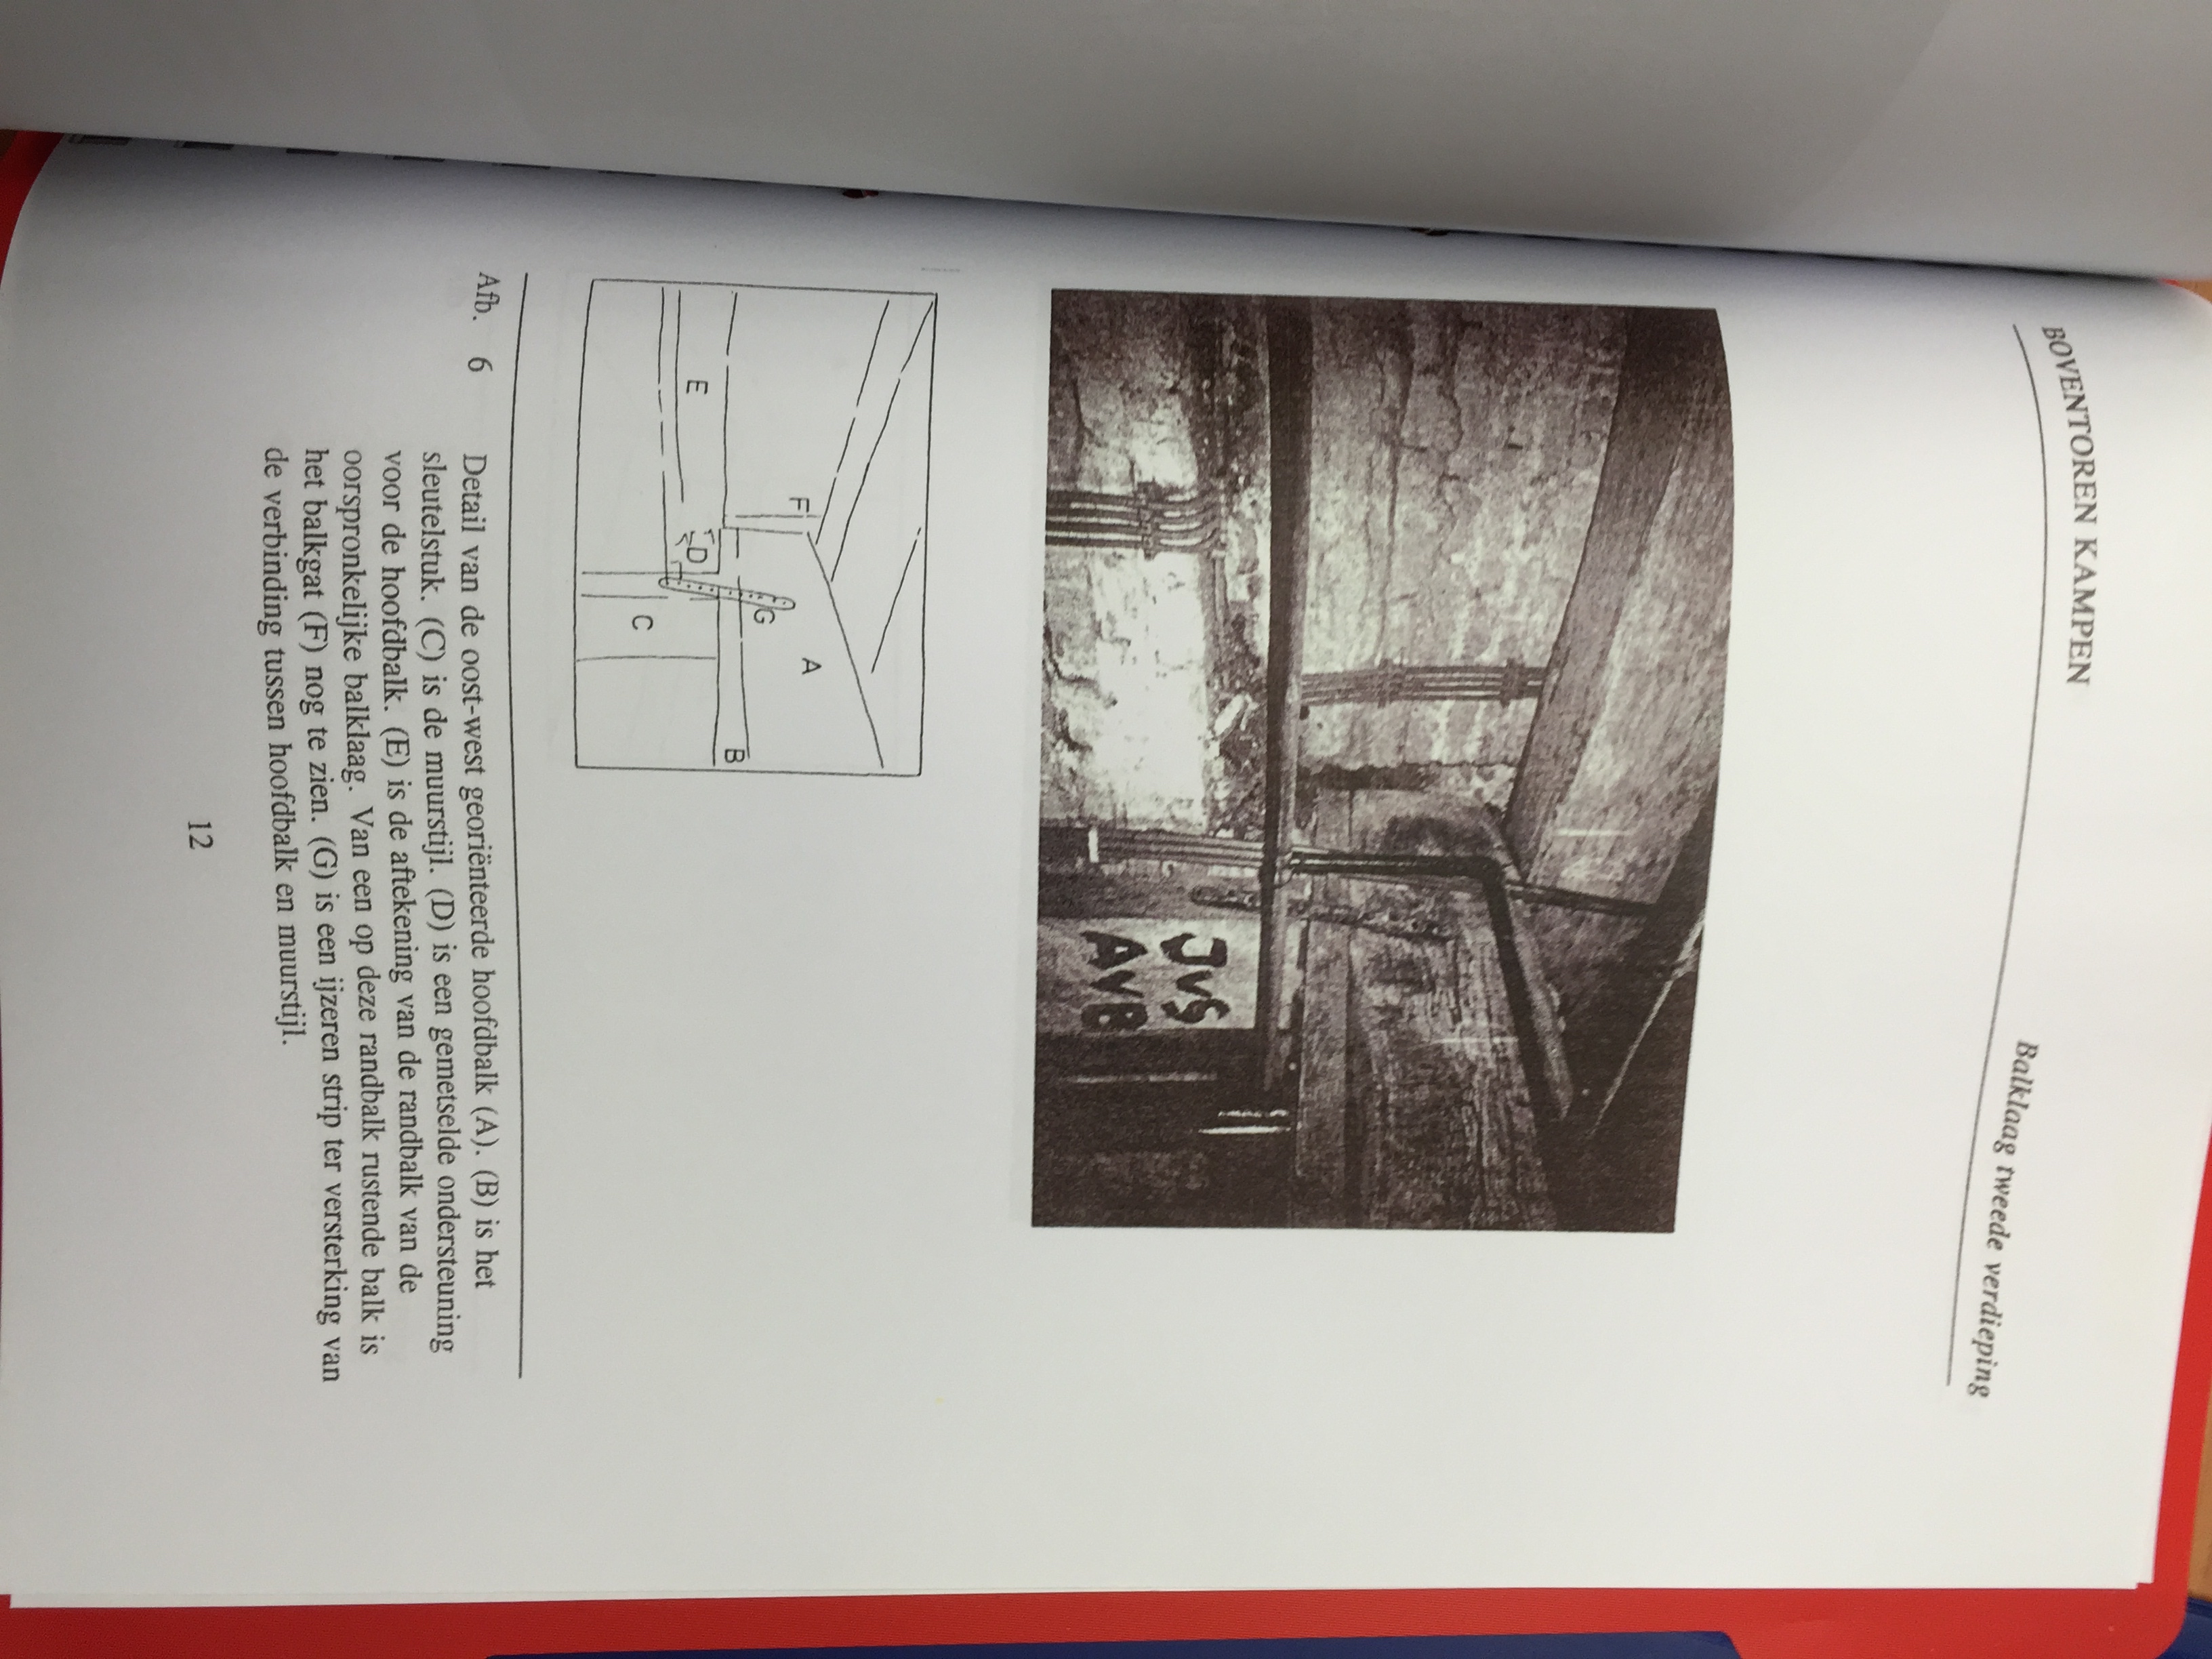 BOVENTOREN KAMPEN
Balklaag tweede verdieping
JVS
AVB
A
B
C
D
E
F
G
Afb. 6 Detail van de oost-west georiënteerde hoofdbalk (A). (B) is het
sleutelstuk. (C) is de muurstijl. (D) is een gemetselde ondersteuning
voor de hoofdbalk. (E) is de aftekening van de randbalk van de
oorspronkelijke balklaag. Van een op deze randbalk rustende balk is
het balkgat (F) nog te zien. (G) is een ijzeren strip ter versterking van
de verbinding tussen hoofdbalk en muurstijl.
12